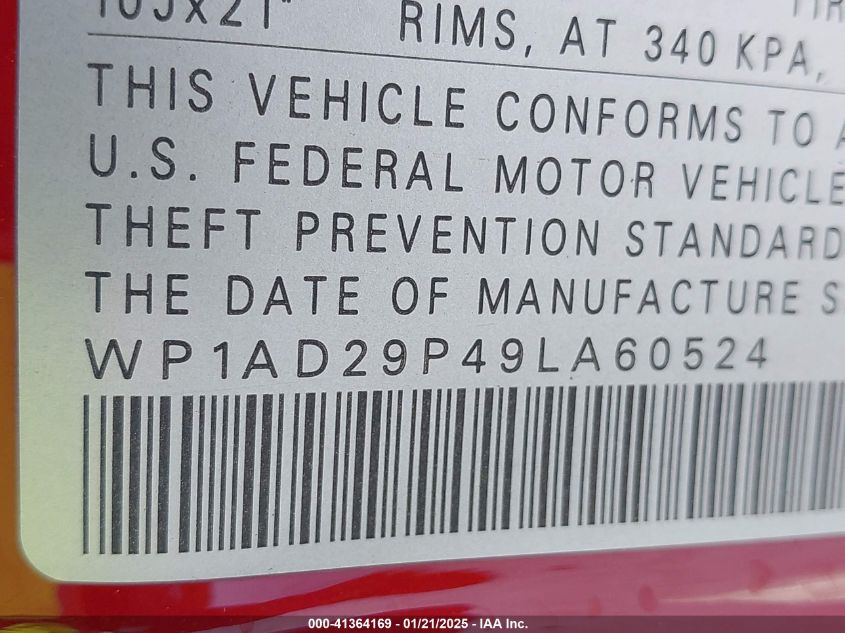 10Jx21"
RIMS, AT 340 KPA,
THIS VEHICLE CONFORMS TO
U.S. FEDERAL MOTOR VEHICLE
THEFT PREVENTION STANDARD
THE DATE OF MANUFACTURE S
WP1AD29P49LA60524
000-41364169 / 01/21/2025 - IAA Inc.